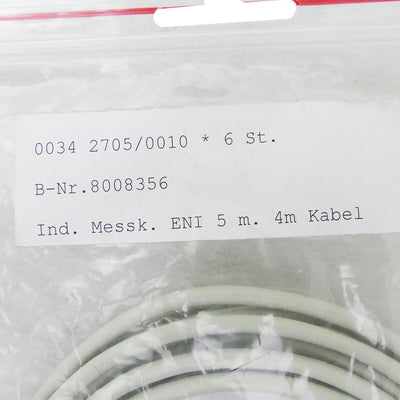 0034 2705/0010 * 6 St.
B-Nr.8008356
Ind. Messk. ENI 5 m. 4m Kabel